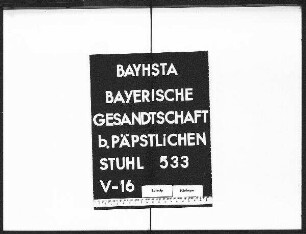 BAYHSTA
BAYERISCHE
GESANDTSCHAFT
b. PÄPSTLiCHEN
STUHL 533
V-16